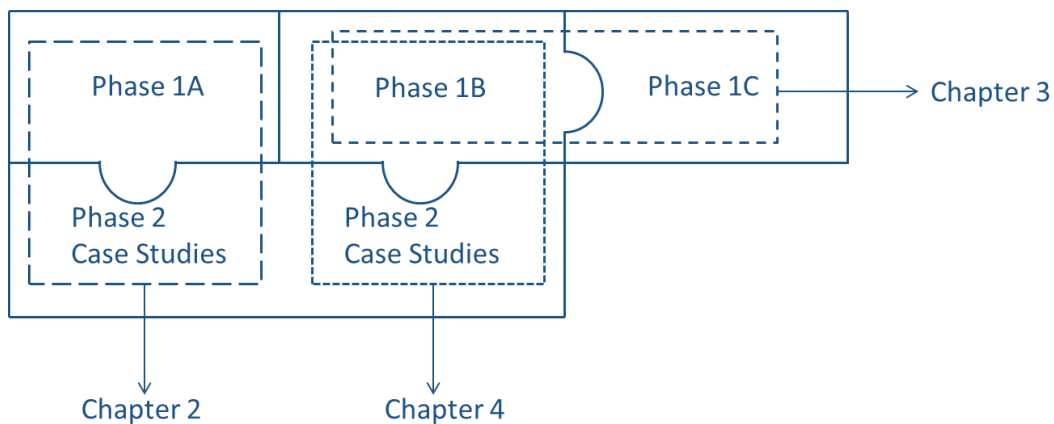 Phase 1A
Phase 1B
Phase 1C
Chapter 3
Phase 2
Case Studies
Phase 2
Case Studies
Chapter 2
Chapter 4